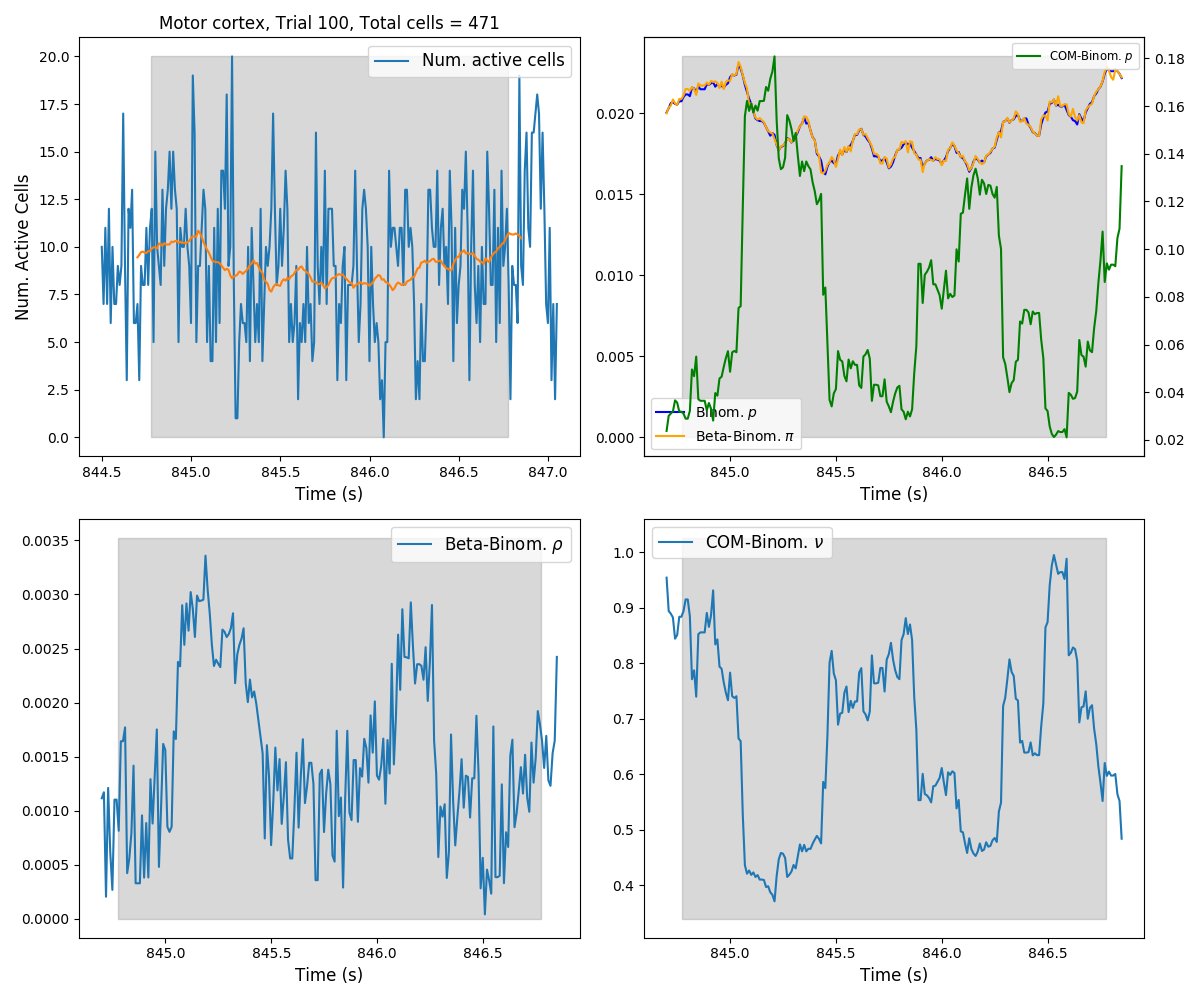 Motor cortex, Trial 100, Total cells = 471
Num. active cells
Num. Active Cells
20.0
17.5
15.0
12.5
10.0
7.5
5.0
2.5
0.0
844.5 845.0 845.5 846.0 846.5 847.0
Time (s)
COM-Binom. p
0.020
0.015
0.010
0.005
0.000
0.18
0.16
0.14
0.12
0.10
0.08
0.06
0.04
0.02
Binom. p
Beta-Binom. π
845.0 845.5 846.0 846.5
Time (s)
Beta-Binom. ρ
0.0035
0.0030
0.0025
0.0020
0.0015
0.0010
0.0005
0.0000
845.0 845.5 846.0 846.5
Time (s)
COM-Binom. ν
1.0
0.9
0.8
0.7
0.6
0.5
0.4
845.0 845.5 846.0 846.5
Time (s)